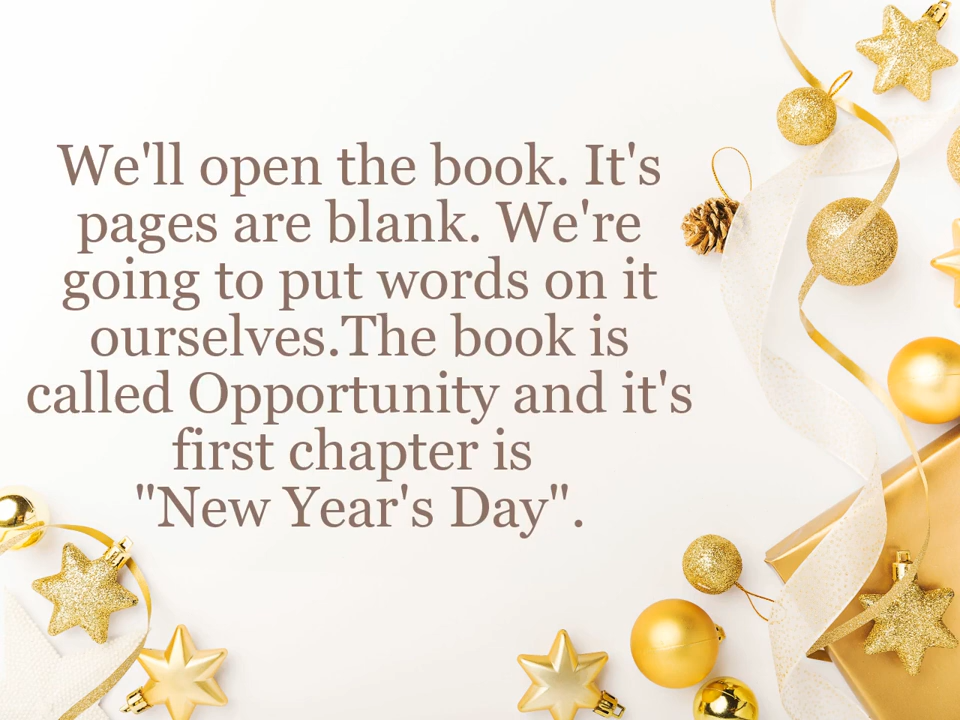 We'll open the book. It's
pages are blank. We're
going to put words on it
ourselves.The book is
called Opportunity and it's
first chapter is
"New Year's Day".